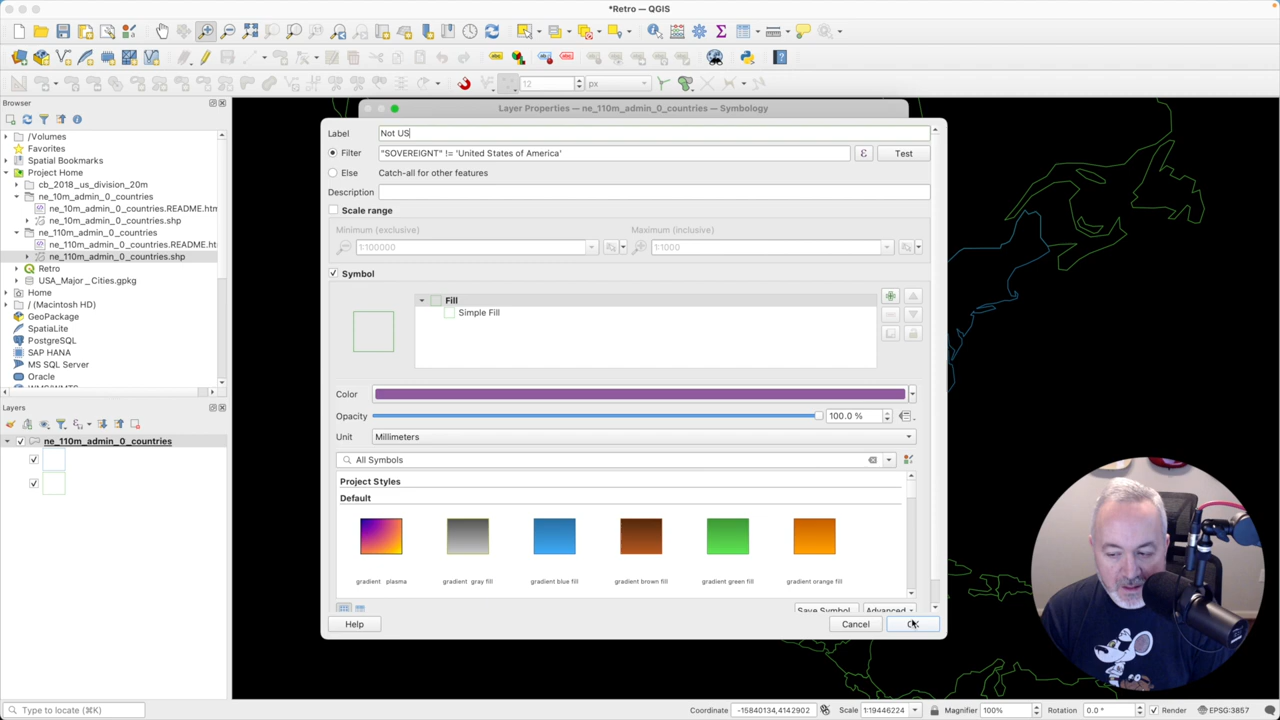 *Retro — QGIS
12
px
Browser
/Volumes
Favorites
Spatial Bookmarks
Project Home
cb_2018_us_division_20m
ne_10m_admin_0_countries
ne_10m_admin_0_countries.README.htm
ne_10m_admin_0_countries.shp
ne_110m_admin_0_countries
ne_110m_admin_0_countries.README.ht
ne_110m_admin_0_countries.shp
Retro
USA_Major_Cities.gpkg
Home
/ (Macintosh HD)
GeoPackage
SpatiaLite
PostgreSQL
SAP HANA
MS SQL Server
Oracle
Layers
ne_110m_admin_0_countries
Layer Properties — ne_110m_admin_0_countries — Symbology
Label
Not US
Filter
"SOVEREIGNT" != 'United States of America'
ε
Test
Else
Catch-all for other features
Description
Scale range
Minimum (exclusive)
Maximum (inclusive)
1:100000
1:1000
Symbol
Fill
Simple Fill
Color
Opacity
100.0 %
Unit
Millimeters
All Symbols
Project Styles
Default
gradient plasma
gradient gray fill
gradient blue fill
gradient brown fill
gradient green fill
gradient orange fill
Save Symbol
Advanced
Help
Cancel
OK
Type to locate (⌘K)
Coordinate
-15840134,4142902
Scale
1:19446224
Magnifier
100%
Rotation
0.0 °
Render
EPSG:3857